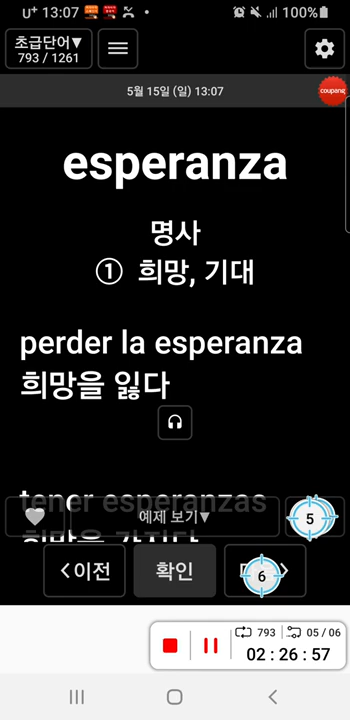 U+ 13:07 100%
초급단어▼
793 / 1261
5월 15일 (일) 13:07
coupang
esperanza
명사
① 희망, 기대
perder la esperanza
희망을 잃다
tener esperanzas
예제 보기▼
5
<이전
확인
6
>
793 05 / 06
02 : 26 : 57